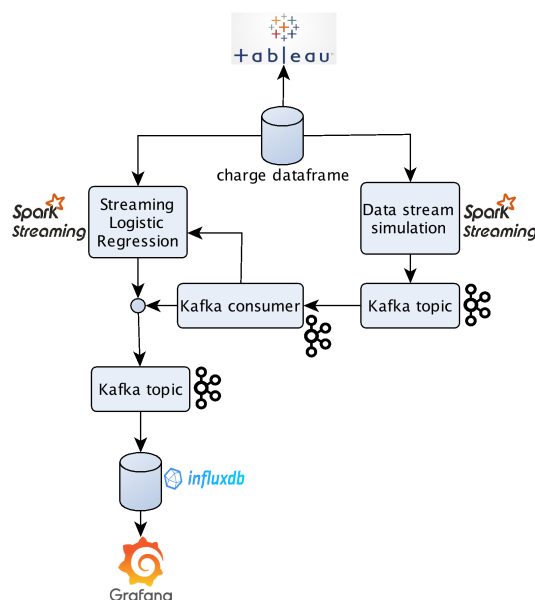 +ableau
charge dataframe
Spark
Streaming
Streaming
Logistic
Regression
Data stream
simulation
Spark
Streaming
Kafka consumer
Kafka topic
Kafka topic
influxdb
Grafana